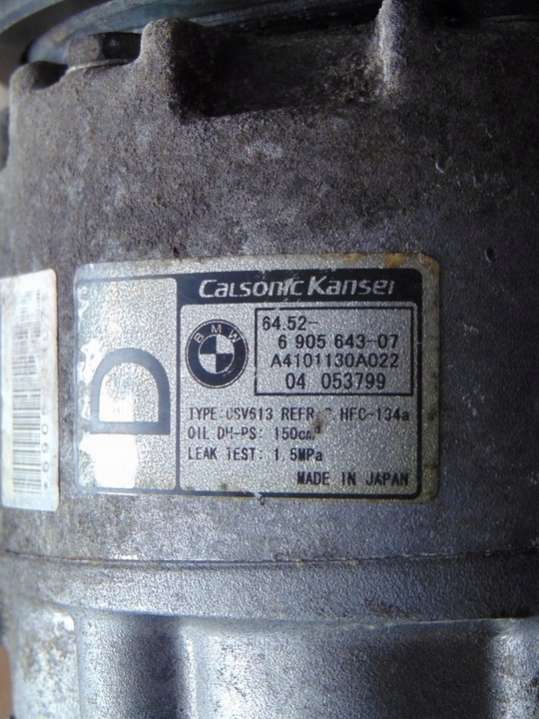 Calsonic Kansei
BMW
64.52-
6 905 643-07
A4101130A022
04 053799
D
TYPE: CSV613 REFR. HFC-134a
OIL DH-PS: 150cm³
LEAK TEST: 1.5MPa
MADE IN JAPAN